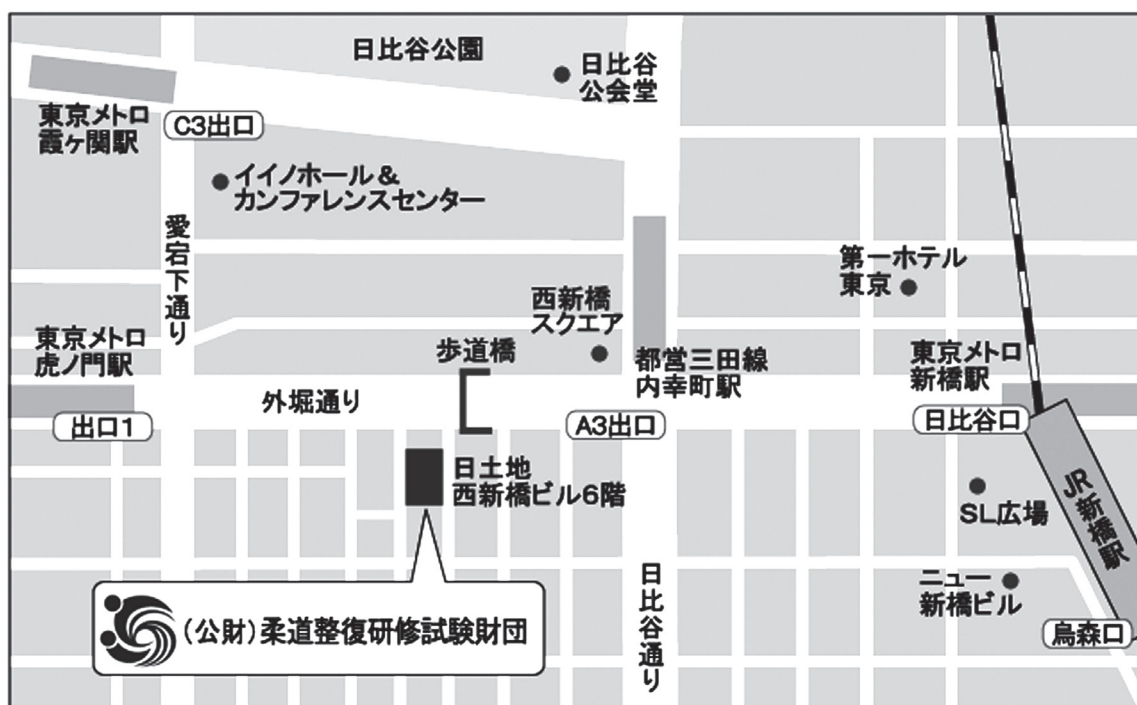 日比谷公園
日比谷
公会堂
東京メトロ
霞ヶ関駅
C3出口
イイノホール＆
カンファレンスセンター
愛宕下通り
第一ホテル
東京
西新橋
スクエア
東京メトロ
虎ノ門駅
歩道橋
都営三田線
内幸町駅
東京メトロ
新橋駅
外堀通り
出口1
A3出口
日比谷口
日土地
西新橋ビル6階
JR新橋駅
SL広場
日比谷通り
ニュー
新橋ビル
（公財）柔道整復研修試験財団
烏森口